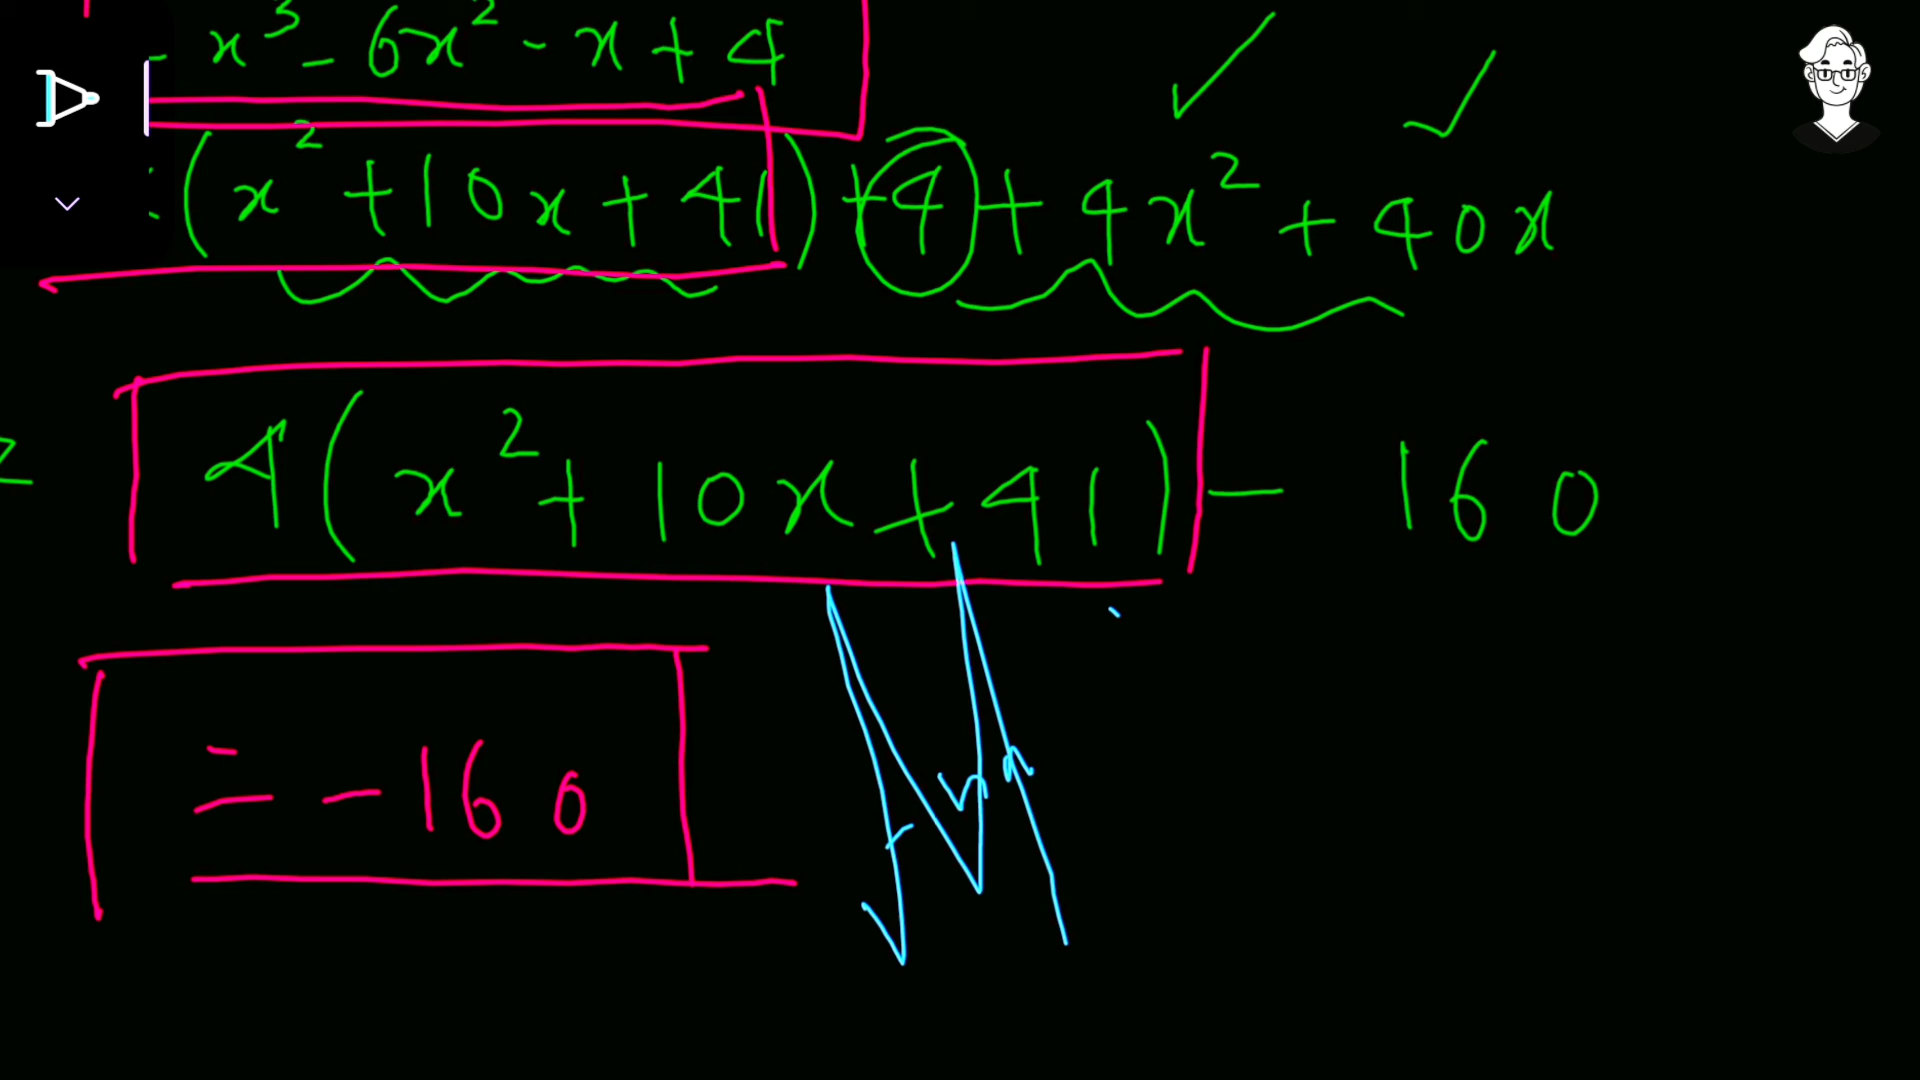 x³ - 6x² - x + 4
(x² + 10x + 41) + 4 + 4x² + 40x
4(x² + 10x + 41) - 160
= - 160